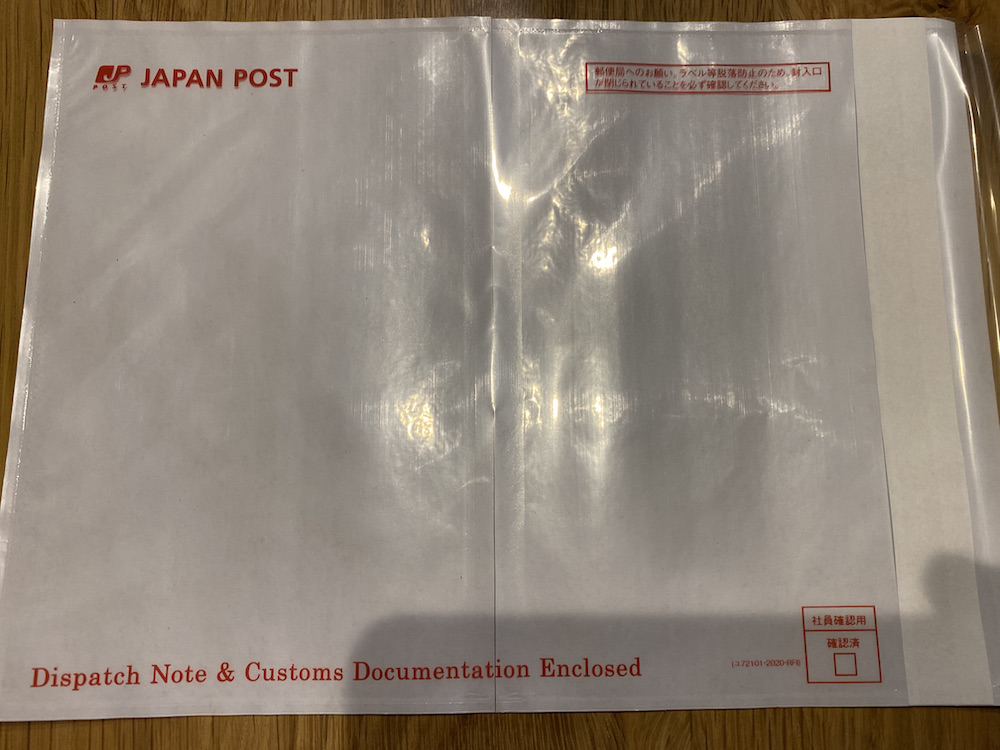 JP POST
JAPAN POST
郵便局へのお願い。ラベル等脱落防止のため、封入口
が閉じられていることを必ず確認してください。
社員確認用
確認済
Dispatch Note & Customs Documentation Enclosed